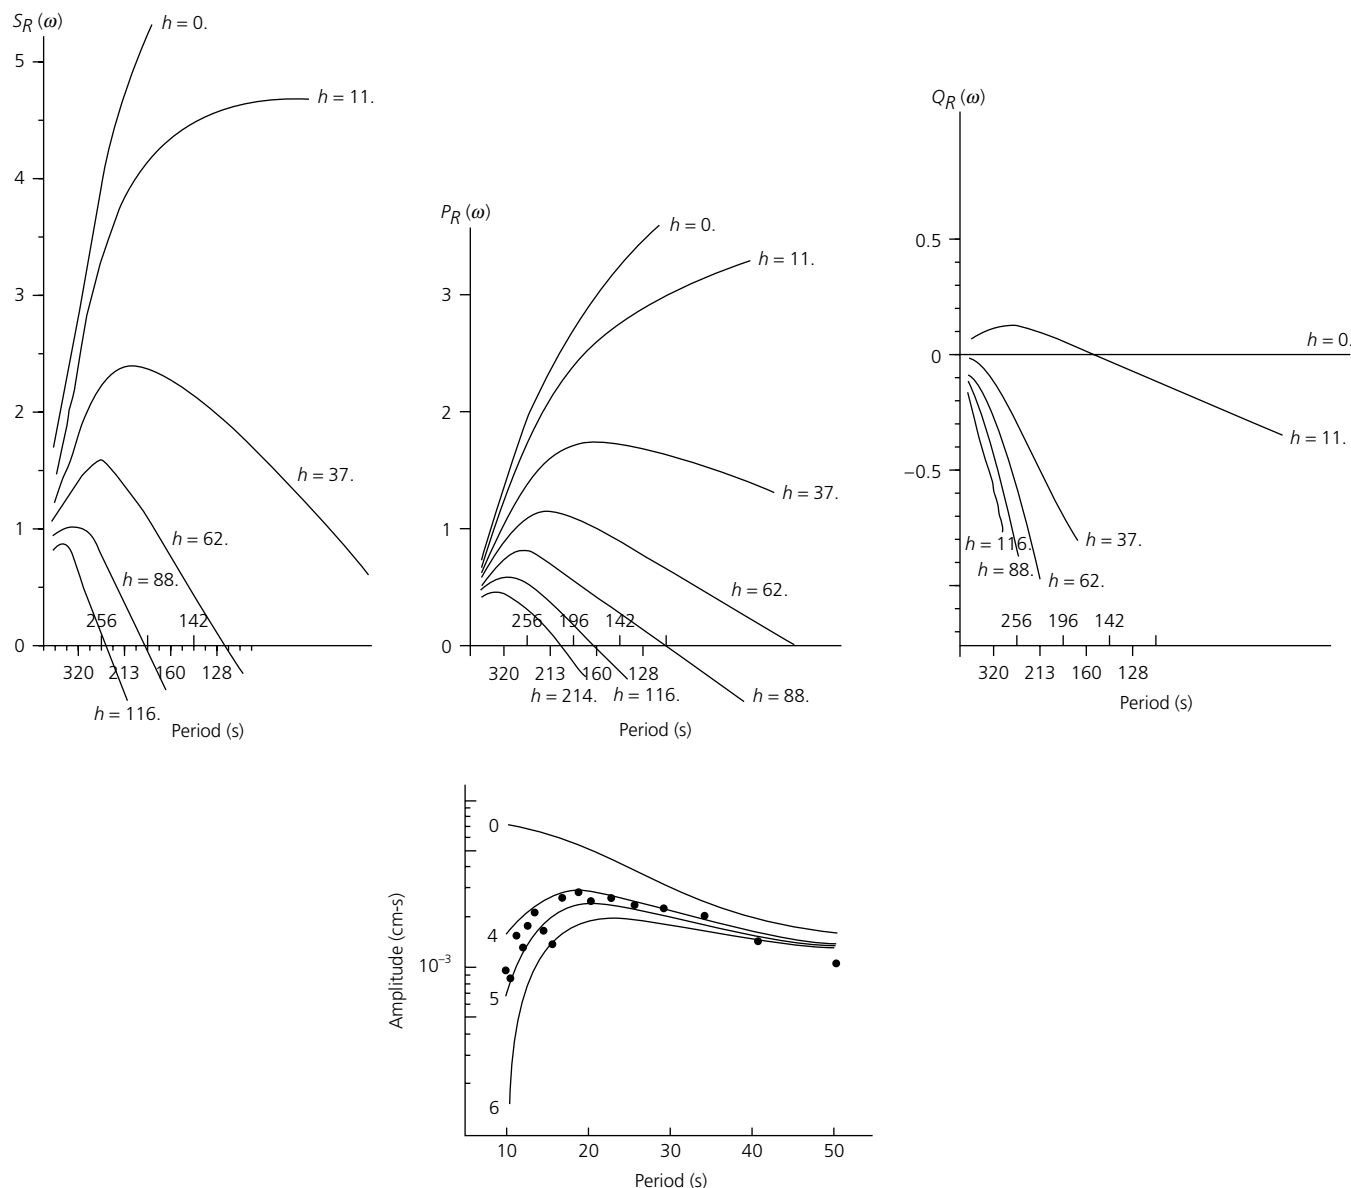 S_R (ω)
h = 0.
5
h = 11.
4
3
2
h = 37.
1
h = 62.
h = 88.
256 142
0
320 213 160 128
h = 116.
Period (s)
P_R (ω)
h = 0.
h = 11.
3
2
h = 37.
1
h = 62.
256 196 142
0
320 213 160 128
h = 214. h = 116. h = 88.
Period (s)
Q_R (ω)
0.5
h = 0.
0
h = 11.
−0.5
h = 116. h = 37.
h = 88. h = 62.
256 196 142
320 213 160 128
Period (s)
0
4
10⁻³
5
6
Amplitude (cm-s)
10 20 30 40 50
Period (s)